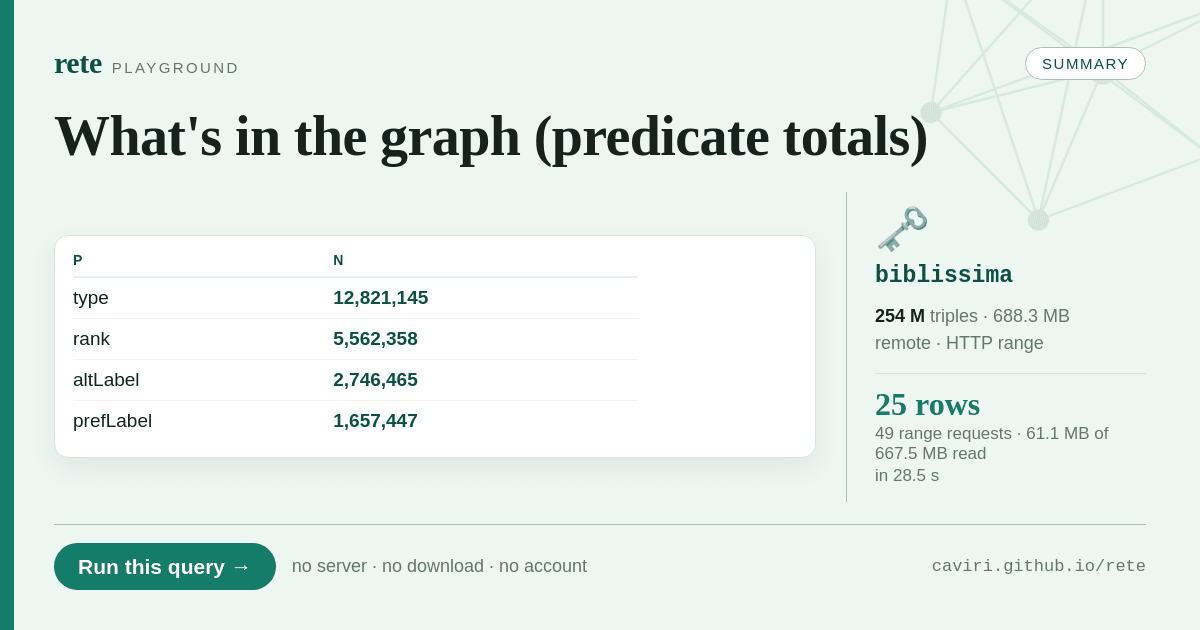 rete PLAYGROUND
SUMMARY
What's in the graph (predicate totals)
P N
type 12,821,145
rank 5,562,358
altLabel 2,746,465
prefLabel 1,657,447
biblissima
254 M triples · 688.3 MB
remote · HTTP range
25 rows
49 range requests · 61.1 MB of
667.5 MB read
in 28.5 s
Run this query →
no server · no download · no account
caviri.github.io/rete